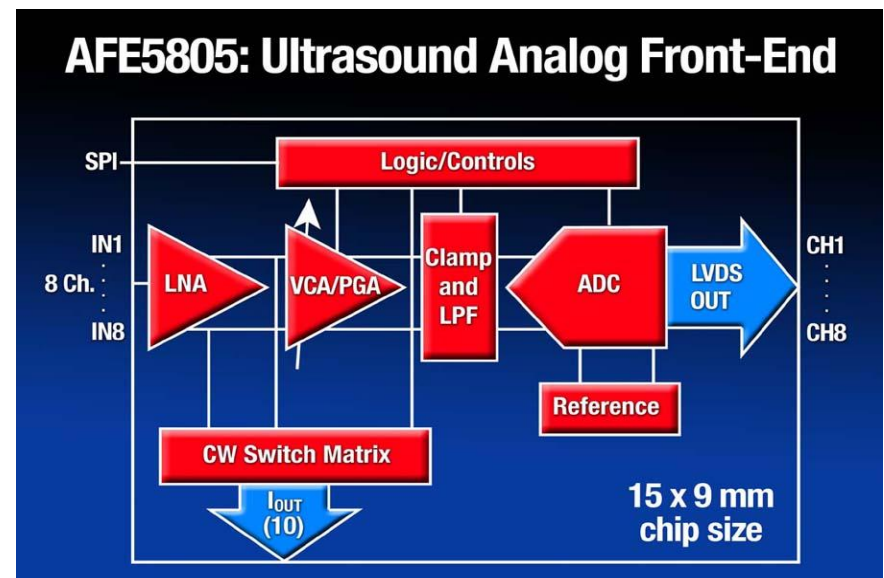 AFE5805: Ultrasound Analog Front-End
SPI
Logic/Controls
IN1
8 Ch.
IN8
LNA
VCA/PGA
Clamp
and
LPF
ADC
LVDS
OUT
CH1
CH8
Reference
CW Switch Matrix
IOUT
(10)
15 x 9 mm
chip size